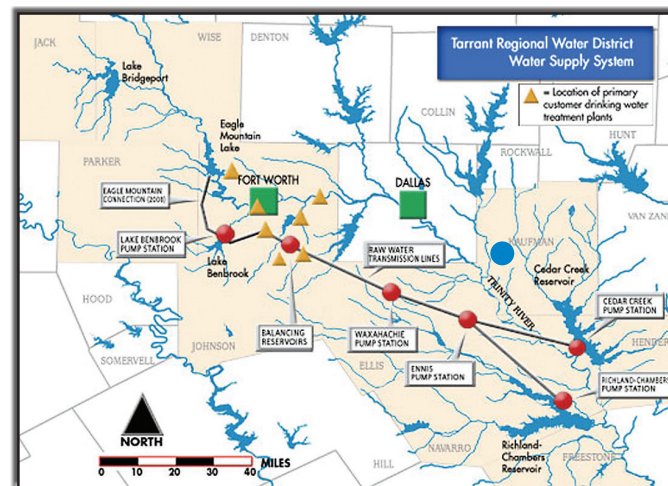 Tarrant Regional Water District
Water Supply System
= Location of primary
customer drinking water
treatment plants
JACK
WISE
DENTON
COLLIN
HUNT
ROCKWALL
Lake
Bridgeport
Eagle
Mountain
Lake
PARKER
EAGLE MOUNTAIN
CONNECTION (2008)
FORT WORTH
DALLAS
VAN ZAN
KAUFMAN
LAKE BENBROOK
PUMP STATION
Lake
Benbrook
RAW WATER
TRANSMISSION LINES
Cedar Creek
Reservoir
TRINITY RIVER
HOOD
BALANCING
RESERVOIRS
WAXAHACHIE
PUMP STATION
CEDAR CREEK
PUMP STATION
HENDER
JOHNSON
SOMERVELL
ELLIS
ENNIS
PUMP STATION
RICHLAND-CHAMBERS
PUMP STATION
NORTH
0 10 20 30 40
MILES
HILL
NAVARRO
Richland-
Chambers
Reservoir
FREESTONE